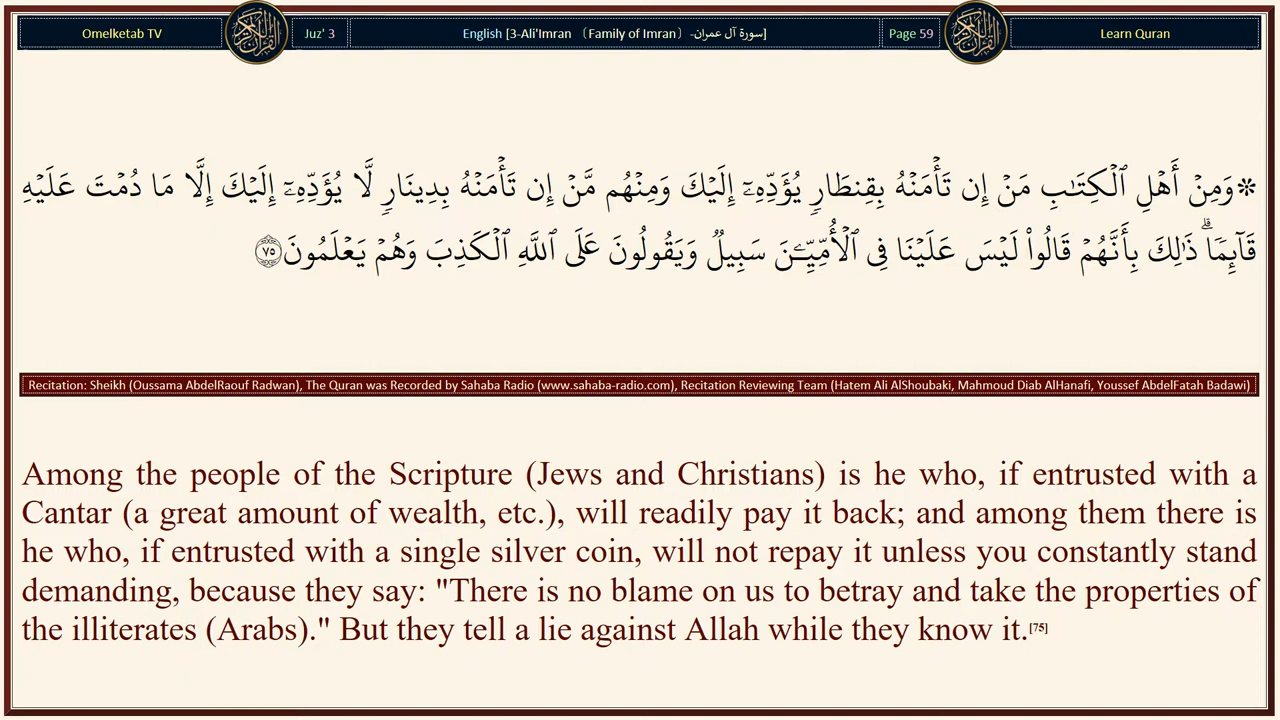 Omelketab TV
Juz' 3
English [3-Ali'Imran (Family of Imran) -سورة آل عمران]
Page 59
Learn Quran
القرآن الكريم
القرآن الكريم
* وَمِنْ أَهْلِ ٱلْكِتَٰبِ مَنْ إِن تَأْمَنْهُ بِقِنطَارٍ يُؤَدِّهِۦٓ إِلَيْكَ وَمِنْهُم مَّنْ إِن تَأْمَنْهُ بِدِينَارٍ لَّا يُؤَدِّهِۦٓ إِلَيْكَ إِلَّا مَا دُمْتَ عَلَيْهِ
قَآئِمًا ۗ ذَٰلِكَ بِأَنَّهُمْ قَالُوا۟ لَيْسَ عَلَيْنَا فِى ٱلْأُمِّيِّۦنَ سَبِيلٌ وَيَقُولُونَ عَلَى ٱللَّهِ ٱلْكَذِبَ وَهُمْ يَعْلَمُونَ ٧٥
Recitation: Sheikh (Oussama AbdelRaouf Radwan), The Quran was Recorded by Sahaba Radio (www.sahaba-radio.com), Recitation Reviewing Team (Hatem Ali AlShoubaki, Mahmoud Diab AlHanafi, Youssef AbdelFatah Badawi)
Among the people of the Scripture (Jews and Christians) is he who, if entrusted with a
Cantar (a great amount of wealth, etc.), will readily pay it back; and among them there is
he who, if entrusted with a single silver coin, will not repay it unless you constantly stand
demanding, because they say: "There is no blame on us to betray and take the properties of
the illiterates (Arabs)." But they tell a lie against Allah while they know it.[75]